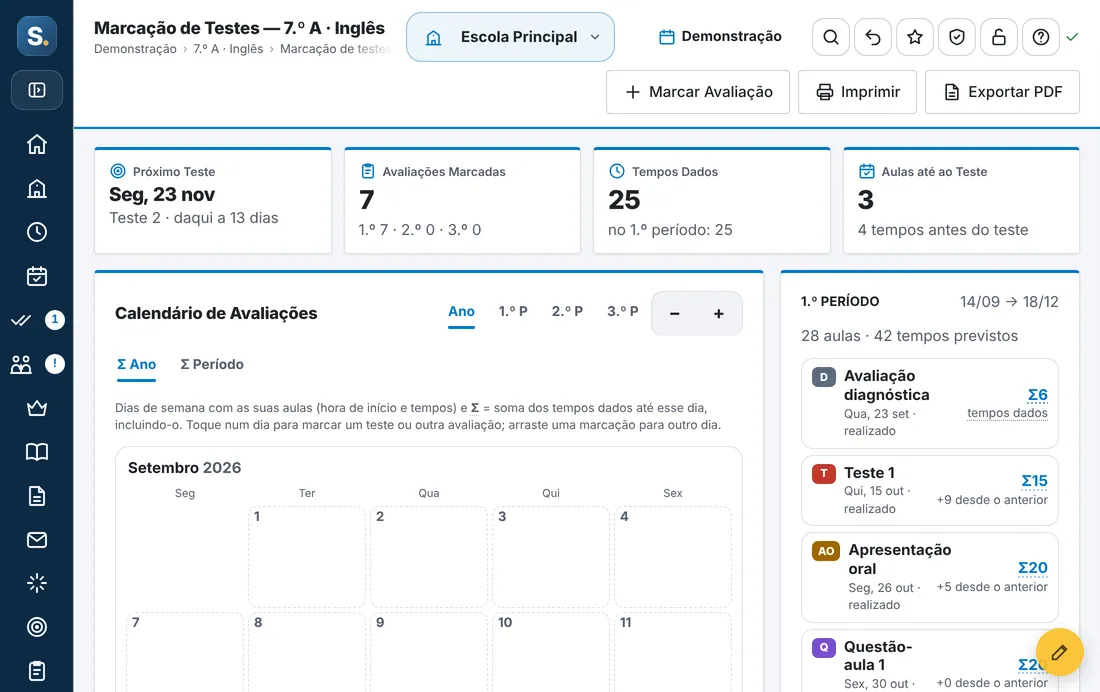 S.
Marcação de Testes — 7.º A · Inglês
Demonstração › 7.º A · Inglês › Marcação de testes
Escola Principal
Demonstração
Marcar Avaliação
Imprimir
Exportar PDF
1
!
Próximo Teste
Seg, 23 nov
Teste 2 · daqui a 13 dias
Avaliações Marcadas
7
1.º 7 · 2.º 0 · 3.º 0
Tempos Dados
25
no 1.º período: 25
Aulas até ao Teste
3
4 tempos antes do teste
Calendário de Avaliações
Ano 1.º P 2.º P 3.º P − +
Σ Ano Σ Período
Dias de semana com as suas aulas (hora de início e tempos) e Σ = soma dos tempos dados até esse dia,
incluindo-o. Toque num dia para marcar um teste ou outra avaliação; arraste uma marcação para outro dia.
Setembro 2026
Seg Ter Qua Qui Sex
1 2 3 4
7 8 9 10 11
1.º PERÍODO 14/09 → 18/12
28 aulas · 42 tempos previstos
D Avaliação
diagnóstica
Σ6
Qua, 23 set ·
tempos dados
realizado
T Teste 1
Σ15
Qui, 15 out ·
+9 desde o anterior
realizado
AO Apresentação
oral
Σ20
Seg, 26 out ·
+5 desde o anterior
realizado
Q Questão-
aula 1
Sex, 30 out ·
+0 desde o anterior